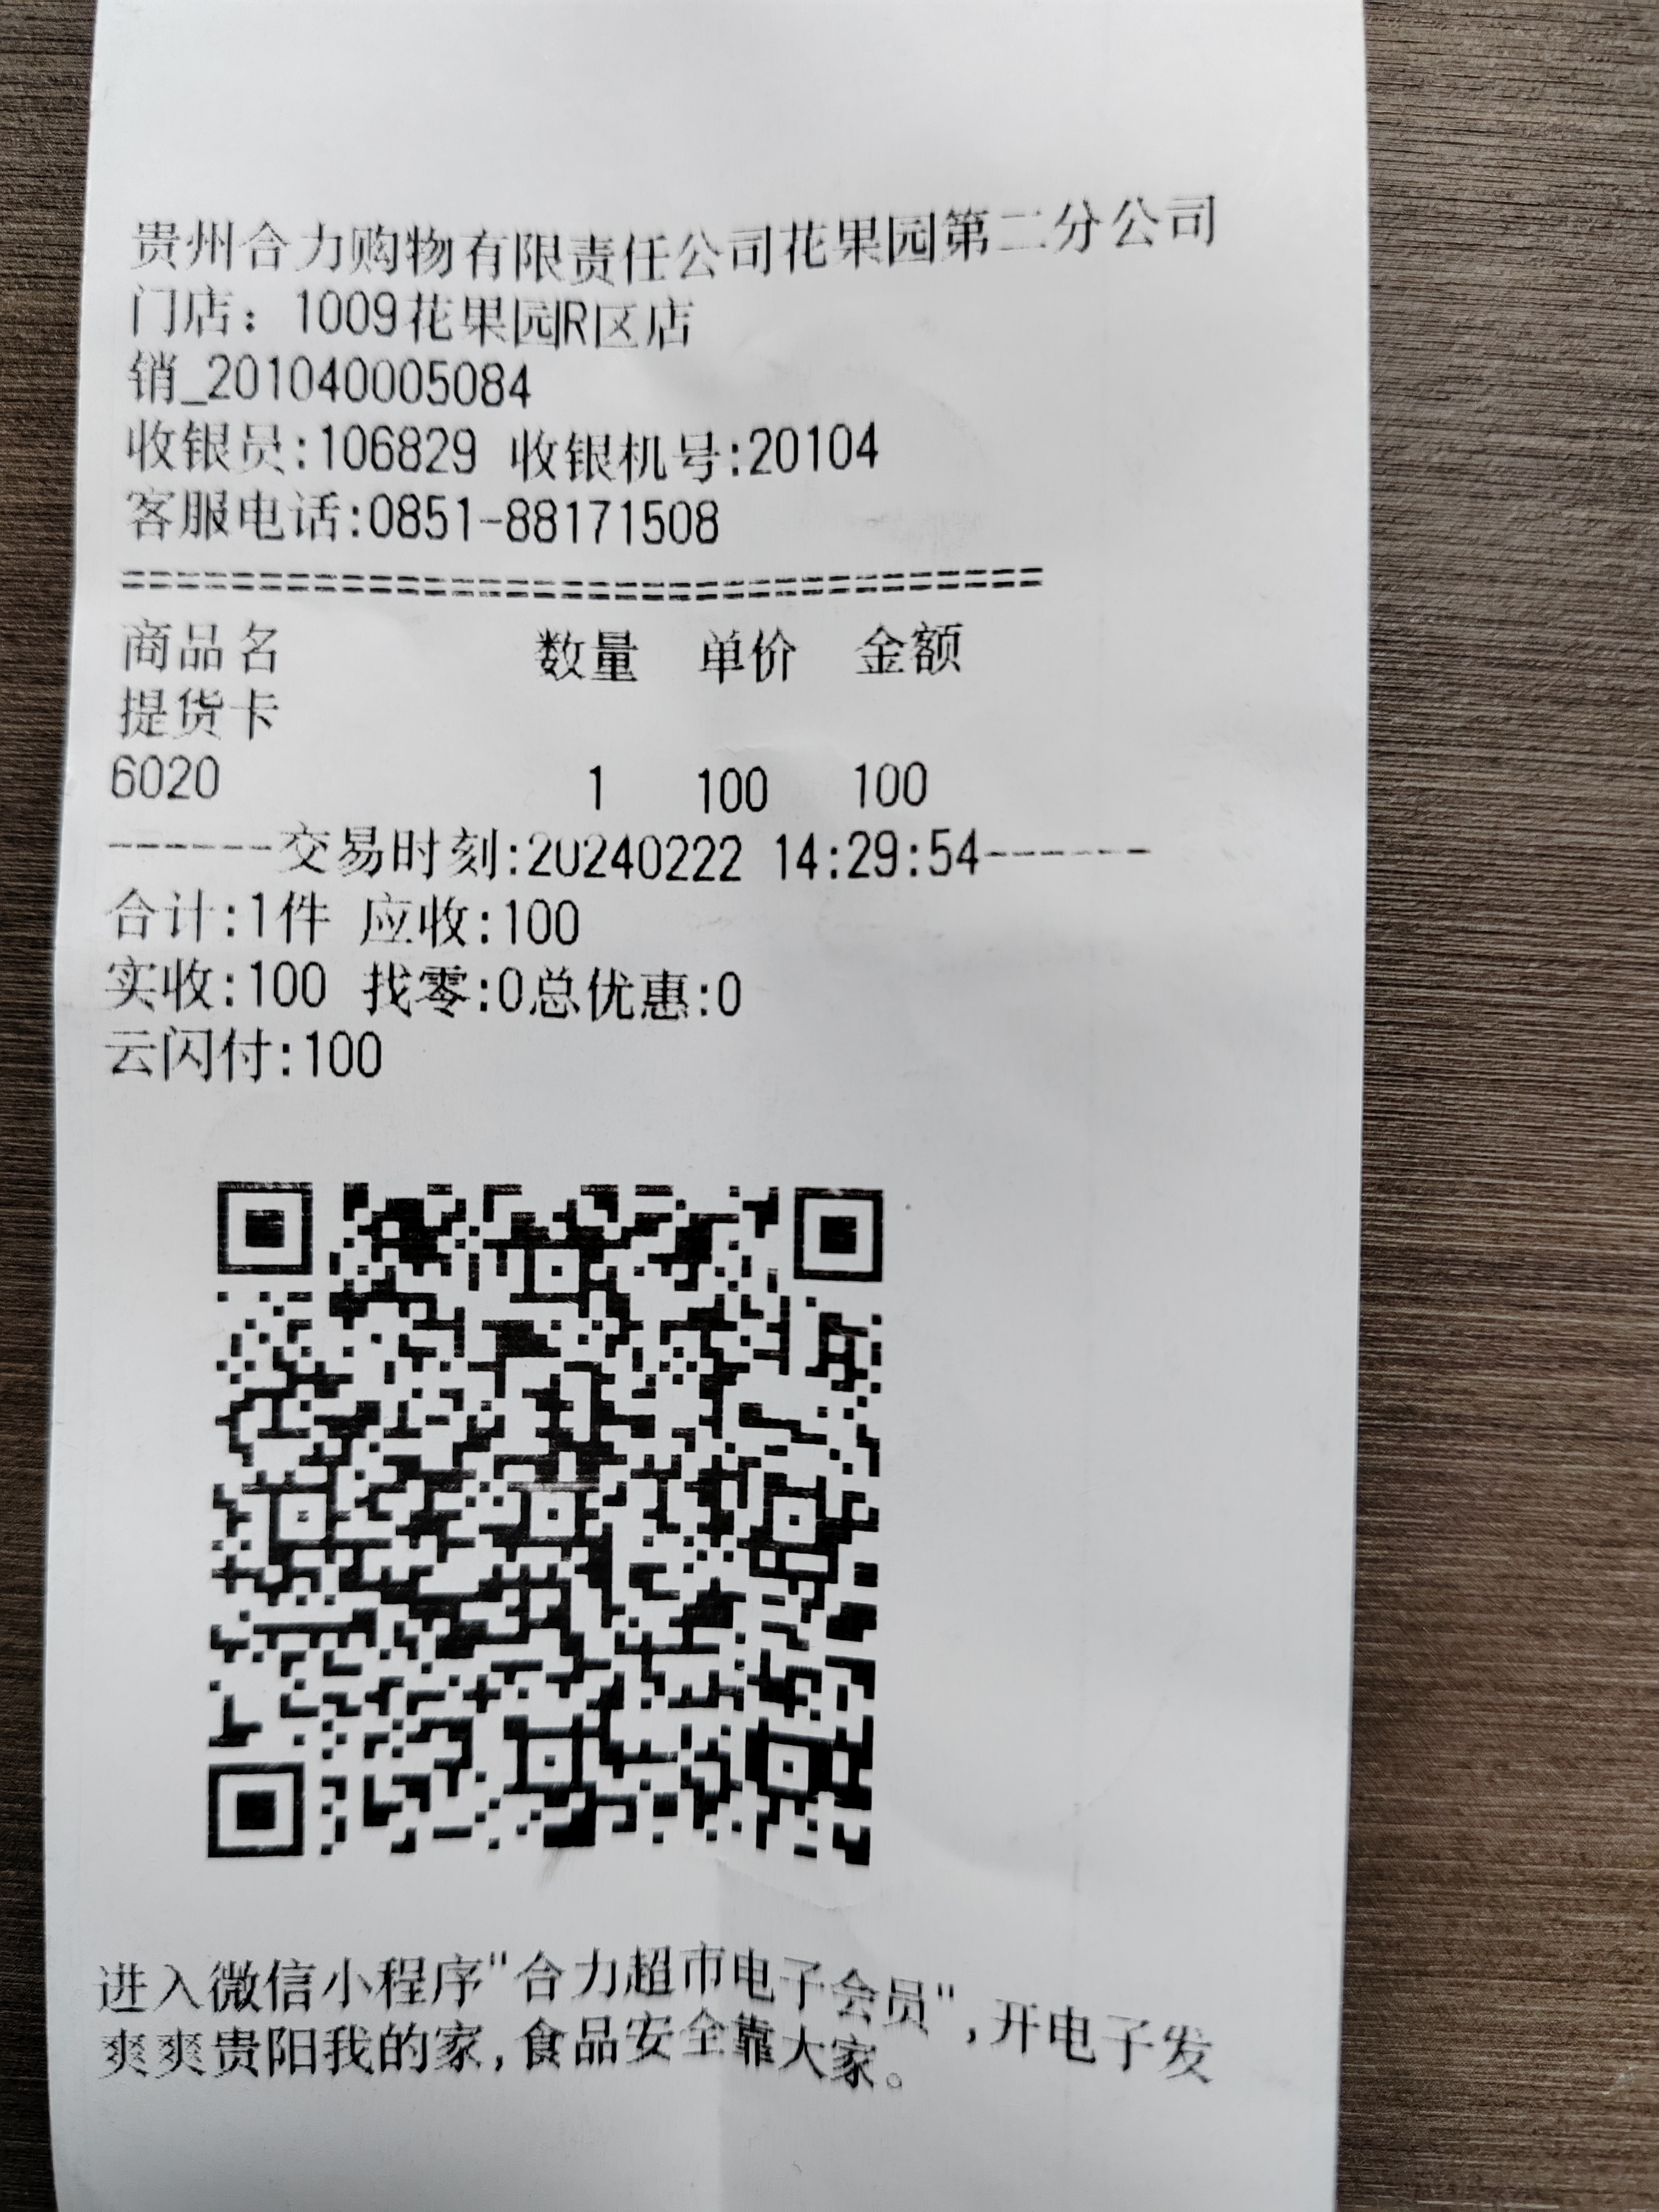 贵州合力购物有限责任公司花果园第二分公司
门店：1009花果园R区店
销_201040005084
收银员:106829 收银机号:20104
客服电话:0851-88171508
==================================
商品名 数量 单价 金额
提货卡
6020 1 100 100
------交易时刻:20240222 14:29:54------
合计:1件 应收:100
实收:100 找零:0总优惠:0
云闪付:100
进入微信小程序"合力超市电子会员",开电子发
爽爽贵阳我的家,食品安全靠大家。